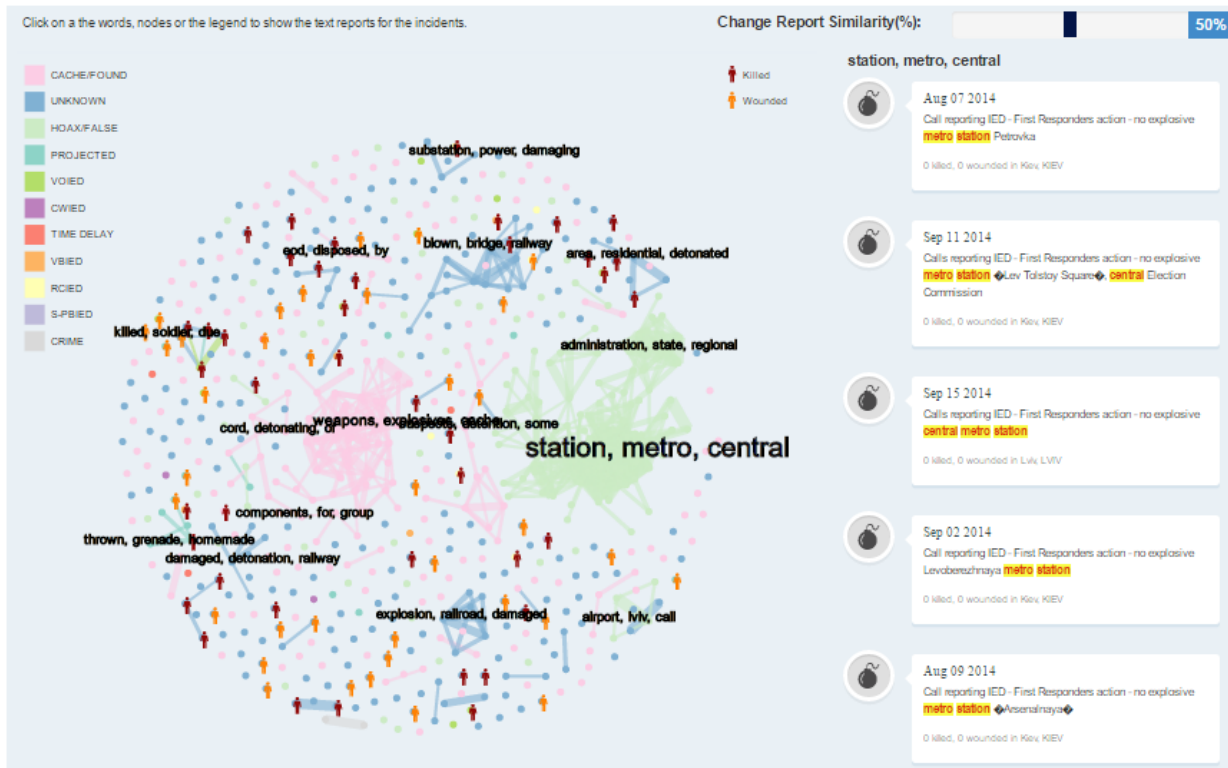 Click on a the words, nodes or the legend to show the text reports for the incidents.
Change Report Similarity(%):
50%
CACHE/FOUND
UNKNOWN
HOAX/FALSE
PROJECTED
VOIED
CWIED
TIME DELAY
VBIED
RCIED
S-PBIED
CRIME
Killed
Wounded
substation, power, damaging
eod, disposed, by
blown, bridge, railway
area, residential, detonated
killed, soldier, due
administration, state, regional
weapons, explosives, cache
suspects, detention, some
cord, detonating, or
station, metro, central
components, for, group
thrown, grenade, homemade
damaged, detonation, railway
explosion, railroad, damaged
airport, lviv, call
station, metro, central
Aug 07 2014
Call reporting IED - First Responders action - no explosive
metro station Petrovka
0 killed, 0 wounded in Kiev, KIEV
Sep 11 2014
Calls reporting IED - First Responders action - no explosive
metro station �Lev Tolstoy Square�, central Election
Commission
0 killed, 0 wounded in Kiev, KIEV
Sep 15 2014
Calls reporting IED - First Responders action - no explosive
central metro station
0 killed, 0 wounded in Lviv, LVIV
Sep 02 2014
Call reporting IED - First Responders action - no explosive
Levoberezhnaya metro station
0 killed, 0 wounded in Kiev, KIEV
Aug 09 2014
Call reporting IED - First Responders action - no explosive
metro station �Arsenalnaya�
0 killed, 0 wounded in Kiev, KIEV